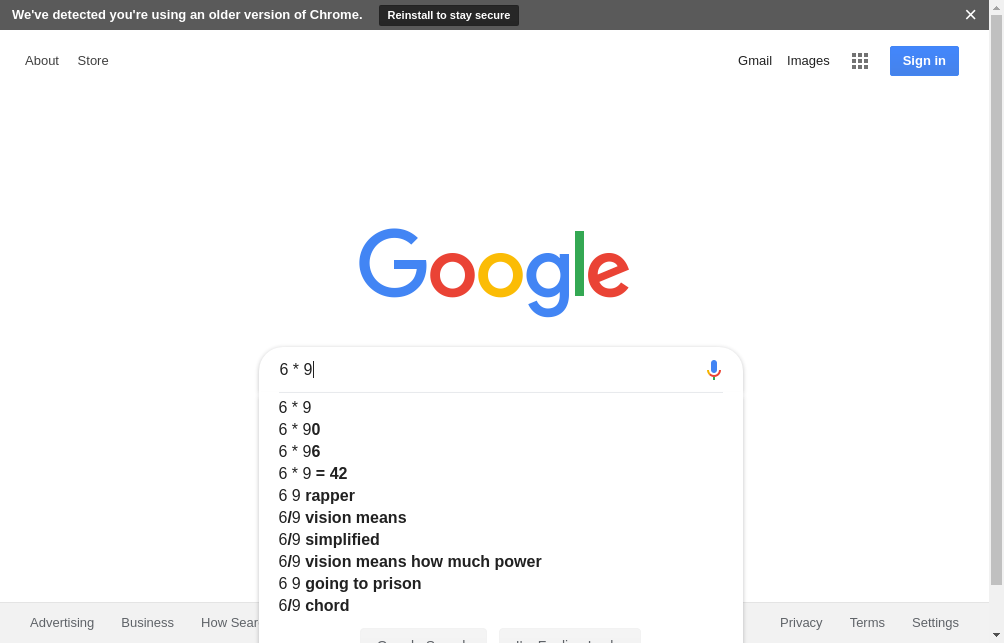 We've detected you're using an older version of Chrome. Reinstall to stay secure ×
About Store Gmail Images Sign in
Google
6 * 9
6 * 9
6 * 90
6 * 96
6 * 9 = 42
6 9 rapper
6/9 vision means
6/9 simplified
6/9 vision means how much power
6 9 going to prison
6/9 chord
Advertising Business How Sear Privacy Terms Settings